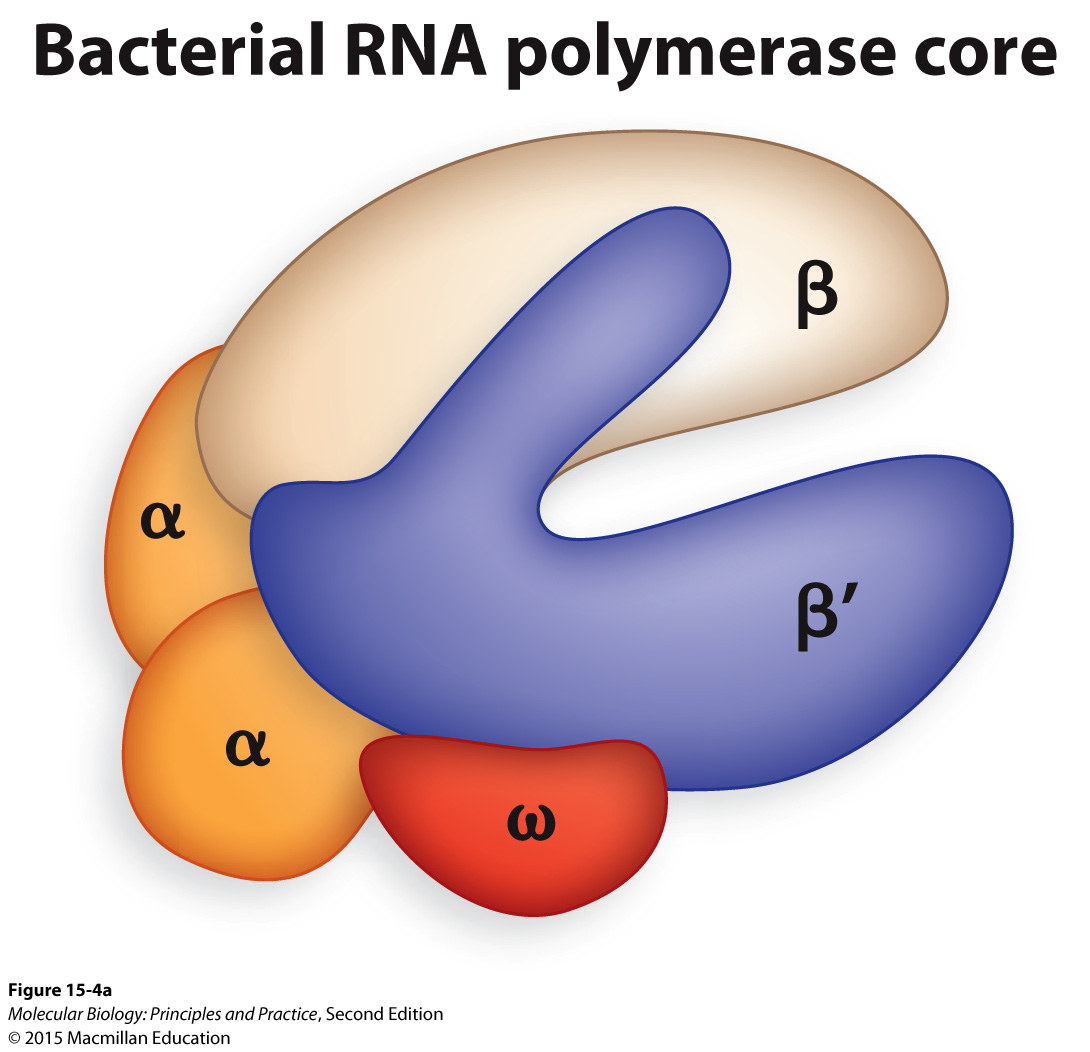 Bacterial RNA polymerase core
β
α
β′
α
ω
Figure 15-4a
Molecular Biology: Principles and Practice, Second Edition
© 2015 Macmillan Education